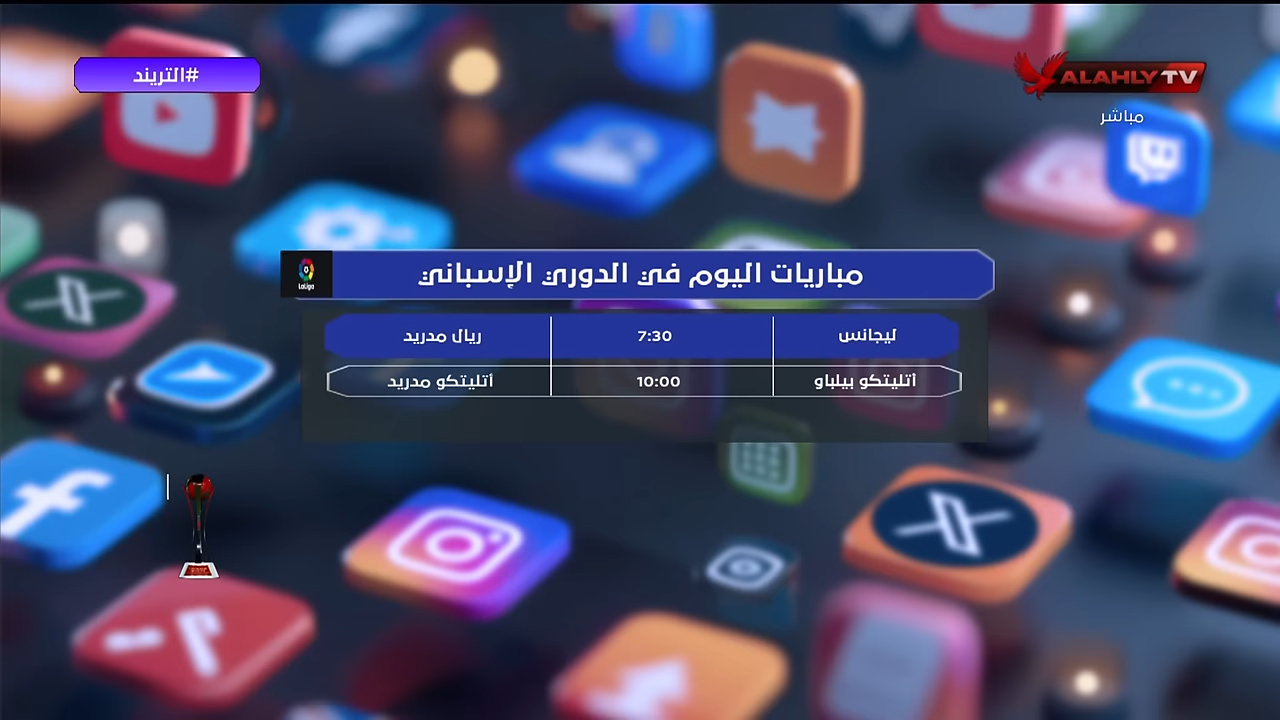 #التريند
ALAHLY TV
مباشر
مباريات اليوم في الدوري الإسباني
LaLiga
ليجانس 7:30 ريال مدريد
أتليتكو بيلباو 10:00 أتليتكو مدريد